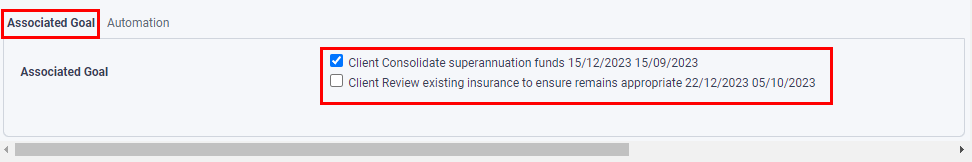 Associated Goal Automation
Associated Goal
Client Consolidate superannuation funds 15/12/2023 15/09/2023
Client Review existing insurance to ensure remains appropriate 22/12/2023 05/10/2023